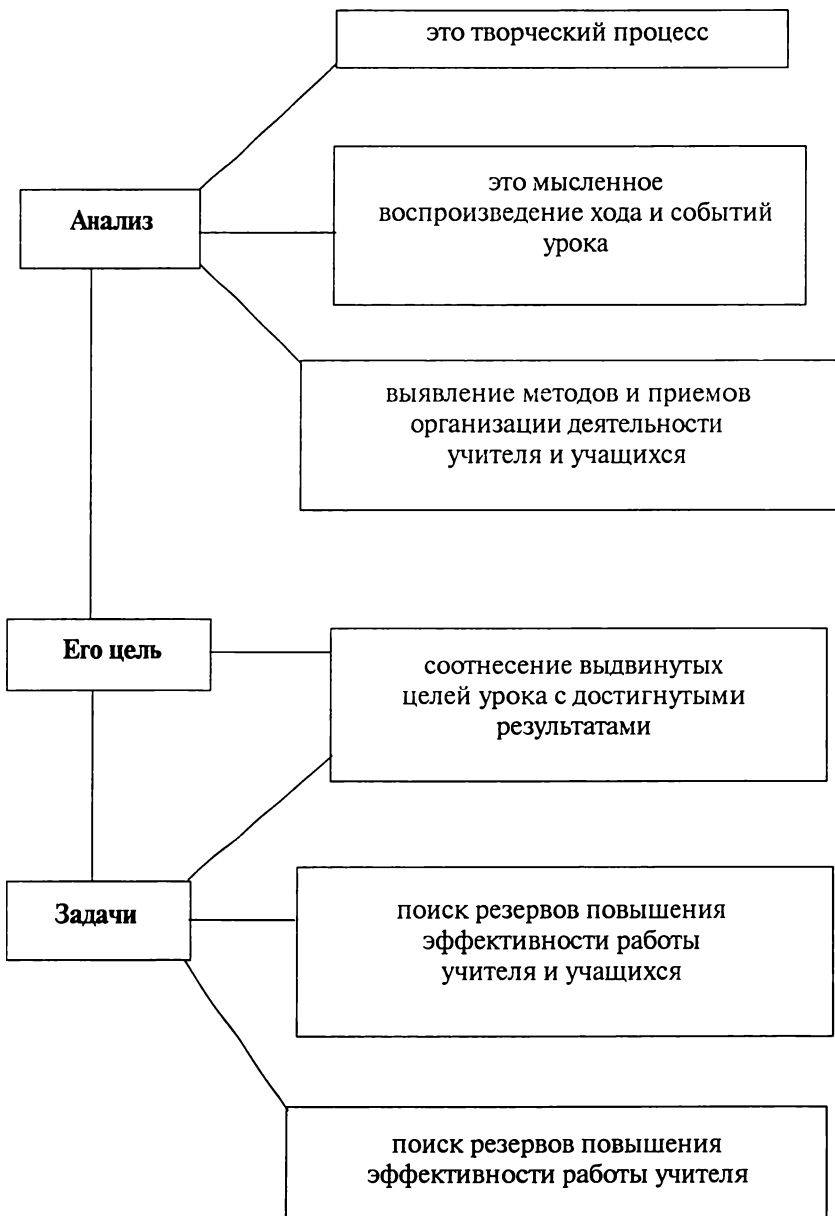 это творческий процесс
Анализ
это мысленное
воспроизведение хода и событий
урока
выявление методов и приемов
организации деятельности
учителя и учащихся
Его цель
соотнесение выдвинутых
целей урока с достигнутыми
результатами
Задачи
поиск резервов повышения
эффективности работы
учителя и учащихся
поиск резервов повышения
эффективности работы учителя